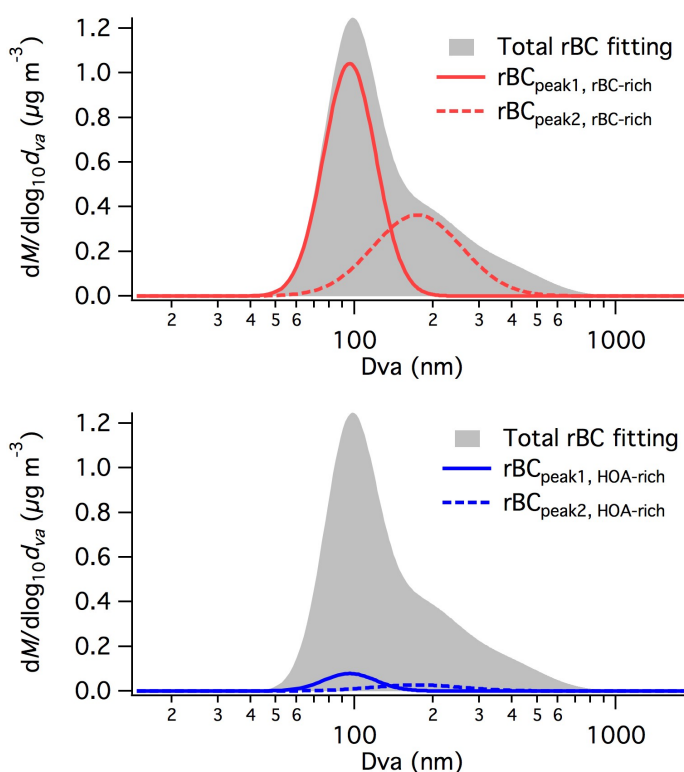 dM/dlog10dva (µg m-3)
1.2
1.0
0.8
0.6
0.4
0.2
0.0
Total rBC fitting
rBCpeak1, rBC-rich
rBCpeak2, rBC-rich
2 3 4 5 6 2 3 4 5 6
100 1000
Dva (nm)
dM/dlog10dva (µg m-3)
1.2
1.0
0.8
0.6
0.4
0.2
0.0
Total rBC fitting
rBCpeak1, HOA-rich
rBCpeak2, HOA-rich
2 3 4 5 6 2 3 4 5 6
100 1000
Dva (nm)